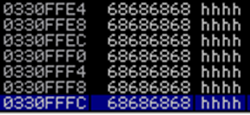 0330FFE4 68686868 hhhh
0330FFE8 68686868 hhhh
0330FFEC 68686868 hhhh
0330FFF0 68686868 hhhh
0330FFF4 68686868 hhhh
0330FFF8 68686868 hhhh
0330FFFC 68686868 hhhh